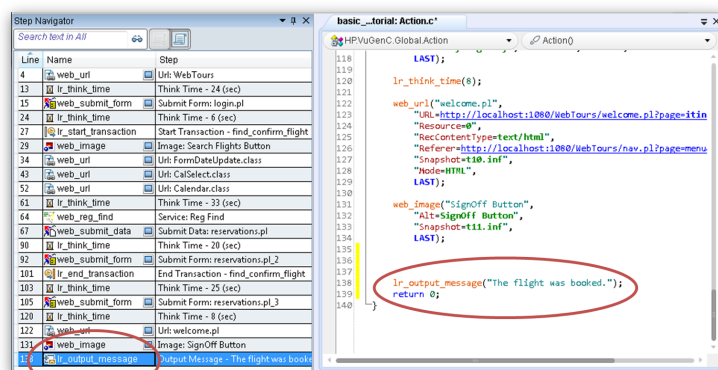 Step Navigator
Search text in All
Line Name Step
4 web_url Url: WebTours
13 lr_think_time Think Time - 24 (sec)
15 web_submit_form Submit Form: login.pl
24 lr_think_time Think Time - 6 (sec)
27 lr_start_transaction Start Transaction - find_confirm_flight
29 web_image Image: Search Flights Button
34 web_url Url: FormDateUpdate.class
43 web_url Url: CalSelect.class
52 web_url Url: Calendar.class
61 lr_think_time Think Time - 33 (sec)
64 web_reg_find Service: Reg Find
67 web_submit_data Submit Data: reservations.pl
90 lr_think_time Think Time - 20 (sec)
92 web_submit_form Submit Form: reservations.pl_2
101 lr_end_transaction End Transaction - find_confirm_flight
103 lr_think_time Think Time - 25 (sec)
105 web_submit_form Submit Form: reservations.pl_3
120 lr_think_time Think Time - 8 (sec)
122 web_url Url: welcome.pl
131 web_image Image: SignOff Button
138 lr_output_message Output Message - The flight was booke
basic_...torial: Action.c*
HP.VuGenC.Global.Action Action()
118 LAST);
119
120 lr_think_time(8);
121
122 web_url("welcome.pl",
123 "URL=http://localhost:1080/WebTours/welcome.pl?page=itin
124 "Resource=0",
125 "RecContentType=text/html",
126 "Referer=http://localhost:1080/WebTours/nav.pl?page=menu
127 "Snapshot=t10.inf",
128 "Mode=HTML",
129 LAST);
130
131 web_image("SignOff Button",
132 "Alt=SignOff Button",
133 "Snapshot=t11.inf",
134 LAST);
135
136
137
138 lr_output_message("The flight was booked.");
139 return 0;
140 }